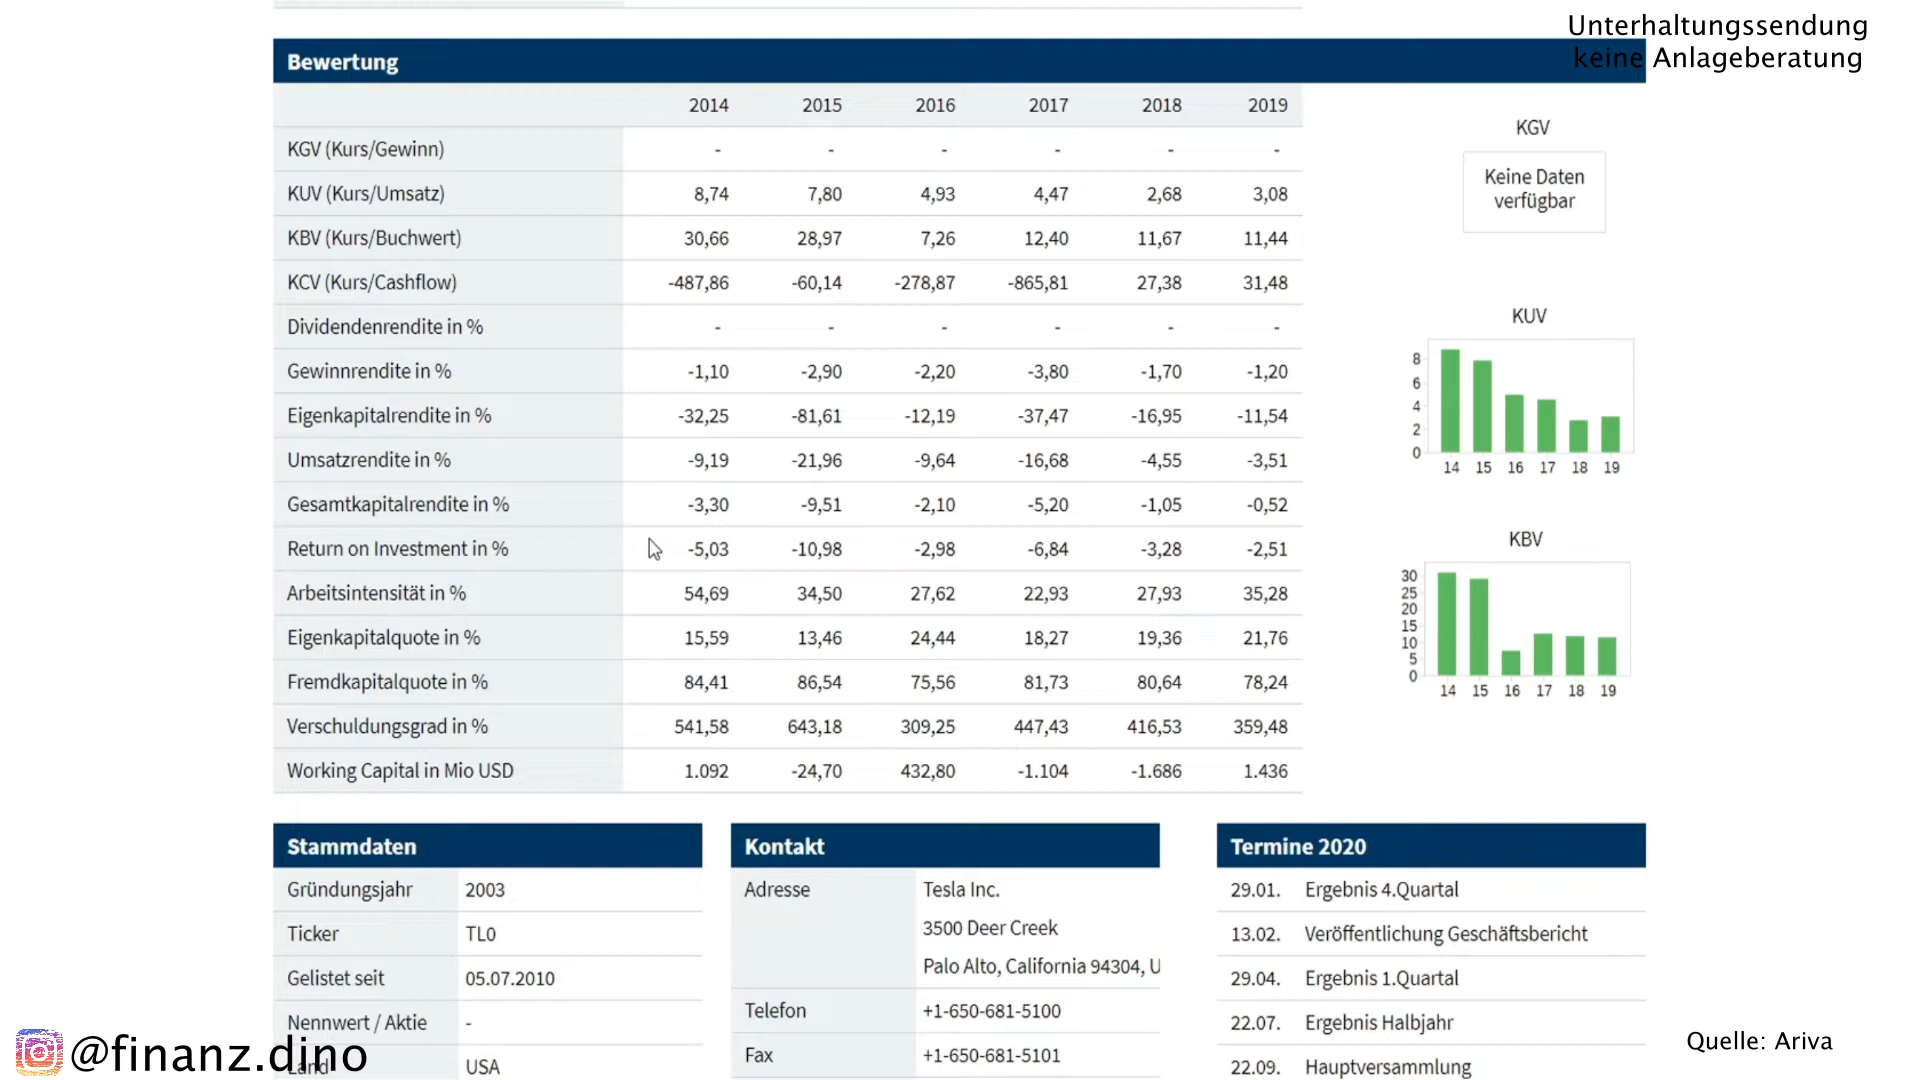 Unterhaltungssendung
keine Anlageberatung
Bewertung
2014 2015 2016 2017 2018 2019
KGV (Kurs/Gewinn) - - - - - -
KUV (Kurs/Umsatz) 8,74 7,80 4,93 4,47 2,68 3,08
KBV (Kurs/Buchwert) 30,66 28,97 7,26 12,40 11,67 11,44
KCV (Kurs/Cashflow) -487,86 -60,14 -278,87 -865,81 27,38 31,48
Dividendenrendite in % - - - - - -
Gewinnrendite in % -1,10 -2,90 -2,20 -3,80 -1,70 -1,20
Eigenkapitalrendite in % -32,25 -81,61 -12,19 -37,47 -16,95 -11,54
Umsatzrendite in % -9,19 -21,96 -9,64 -16,68 -4,55 -3,51
Gesamtkapitalrendite in % -3,30 -9,51 -2,10 -5,20 -1,05 -0,52
Return on Investment in % -5,03 -10,98 -2,98 -6,84 -3,28 -2,51
Arbeitsintensität in % 54,69 34,50 27,62 22,93 27,93 35,28
Eigenkapitalquote in % 15,59 13,46 24,44 18,27 19,36 21,76
Fremdkapitalquote in % 84,41 86,54 75,56 81,73 80,64 78,24
Verschuldungsgrad in % 541,58 643,18 309,25 447,43 416,53 359,48
Working Capital in Mio USD 1.092 -24,70 432,80 -1.104 -1.686 1.436
KGV
Keine Daten
verfügbar
KUV
8
6
4
2
0
14 15 16 17 18 19
KBV
30
25
20
15
10
5
0
14 15 16 17 18 19
Stammdaten
Gründungsjahr 2003
Ticker TL0
Gelistet seit 05.07.2010
Nennwert / Aktie -
Land USA
Kontakt
Adresse Tesla Inc.
3500 Deer Creek
Palo Alto, California 94304, U
Telefon +1-650-681-5100
Fax +1-650-681-5101
Termine 2020
29.01. Ergebnis 4.Quartal
13.02. Veröffentlichung Geschäftsbericht
29.04. Ergebnis 1.Quartal
22.07. Ergebnis Halbjahr
22.09. Hauptversammlung
@finanz.dino
Quelle: Ariva